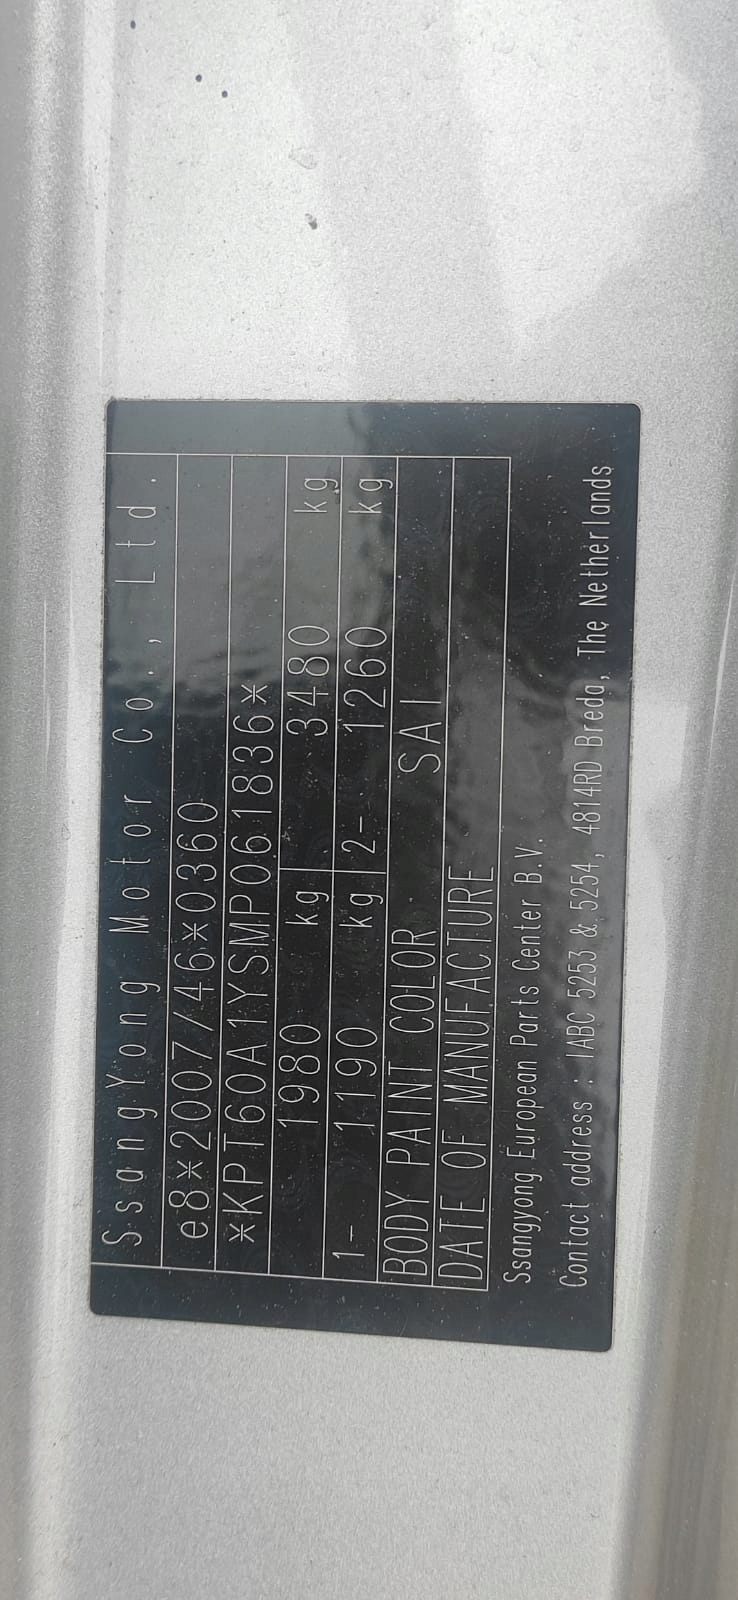 SsangYong Motor Co., Ltd.
e8*2007/46*0360
*KPT60A1YSMP061836*
1980 kg 3480 kg
1- 1190 kg 2- 1260 kg
BODY PAINT COLOR SAI
DATE OF MANUFACTURE
Ssangyong European Parts Center B.V.
Contact address : IABC 5253 & 5254, 4814RD Breda, The Netherlands